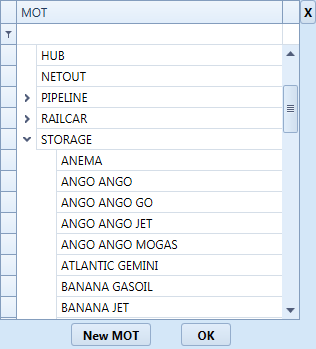 MOT X
HUB
NETOUT
PIPELINE
RAILCAR
STORAGE
ANEMA
ANGO ANGO
ANGO ANGO GO
ANGO ANGO JET
ANGO ANGO MOGAS
ATLANTIC GEMINI
BANANA GASOIL
BANANA JET
New MOT OK